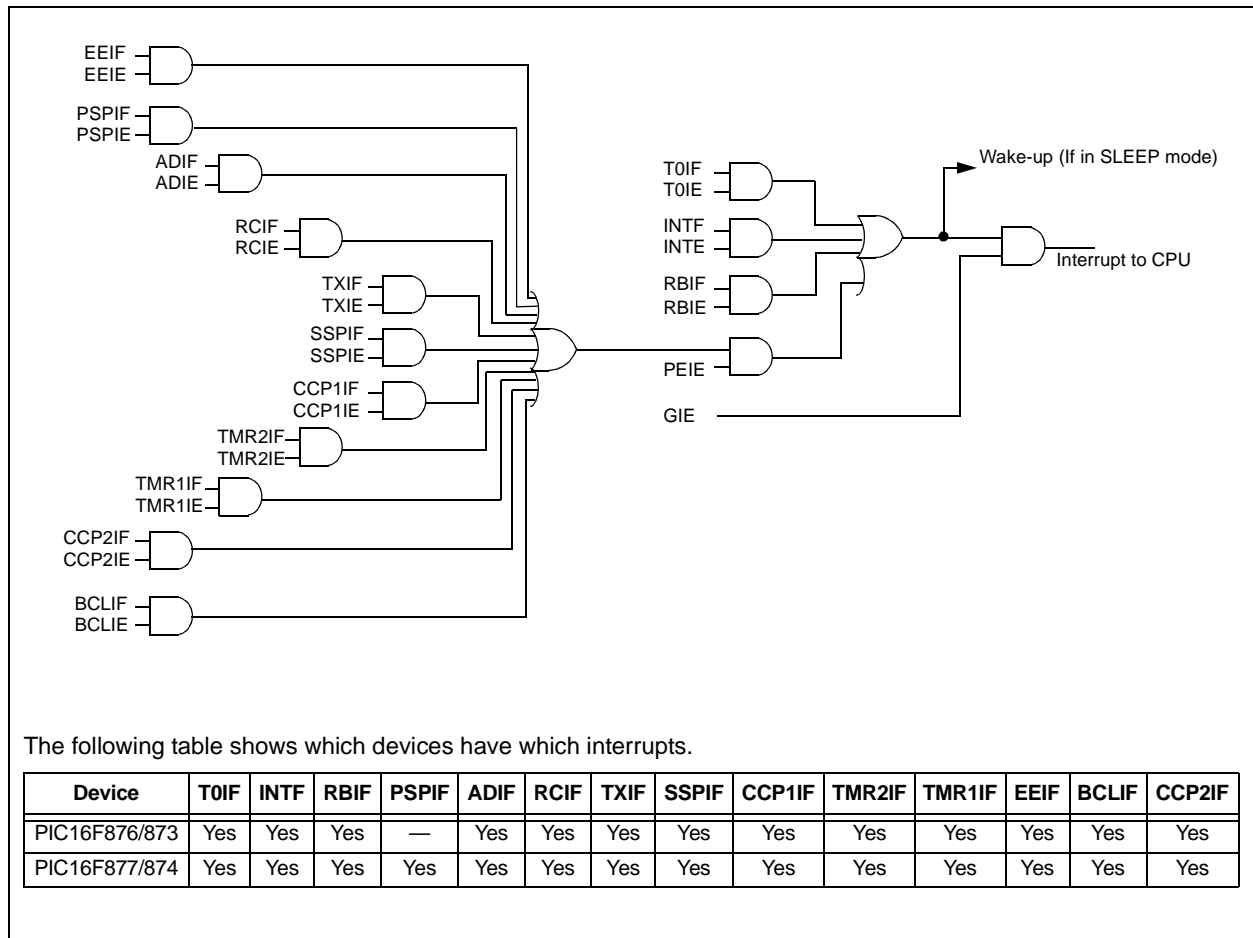 EEIF
EEIE
PSPIF
PSPIE
ADIF
ADIE
RCIF
RCIE
TXIF
TXIE
SSPIF
SSPIE
CCP1IF
CCP1IE
TMR2IF
TMR2IE
TMR1IF
TMR1IE
CCP2IF
CCP2IE
BCLIF
BCLIE
T0IF
T0IE
INTF
INTE
RBIF
RBIE
PEIE
GIE
Wake-up (If in SLEEP mode)
Interrupt to CPU
The following table shows which devices have which interrupts.
Device T0IF INTF RBIF PSPIF ADIF RCIF TXIF SSPIF CCP1IF TMR2IF TMR1IF EEIF BCLIF CCP2IF
PIC16F876/873 Yes Yes Yes — Yes Yes Yes Yes Yes Yes Yes Yes Yes Yes
PIC16F877/874 Yes Yes Yes Yes Yes Yes Yes Yes Yes Yes Yes Yes Yes Yes